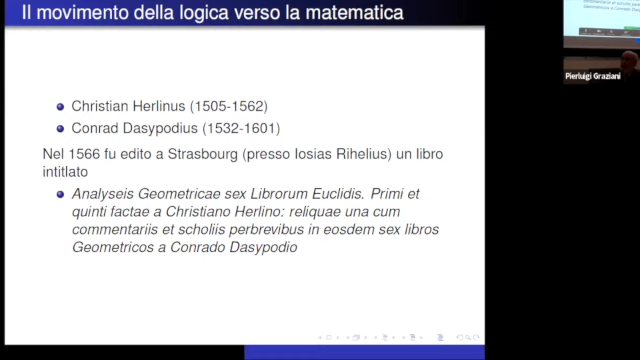 Il movimento della logica verso la matematica
Christian Herlinus (1505-1562)
Conrad Dasypodius (1532-1601)
Nel 1566 fu edito a Strasbourg (presso Iosias Rihelius) un libro
intitlato
Analyseis Geometricae sex Librorum Euclidis. Primi et
quinti factae a Christiano Herlino: reliquae una cum
commentariis et scholiis perbrevibus in eosdem sex libros
Geometricos a Conrado Dasypodio
Pierluigi Graziani